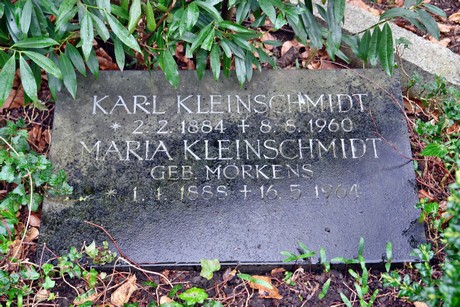 KARL KLEINSCHMIDT
* 2.2.1884 + 8.8.1960
MARIA KLEINSCHMIDT
GEB. MÖRKENS
* 1.1.1888 + 16.5.1964